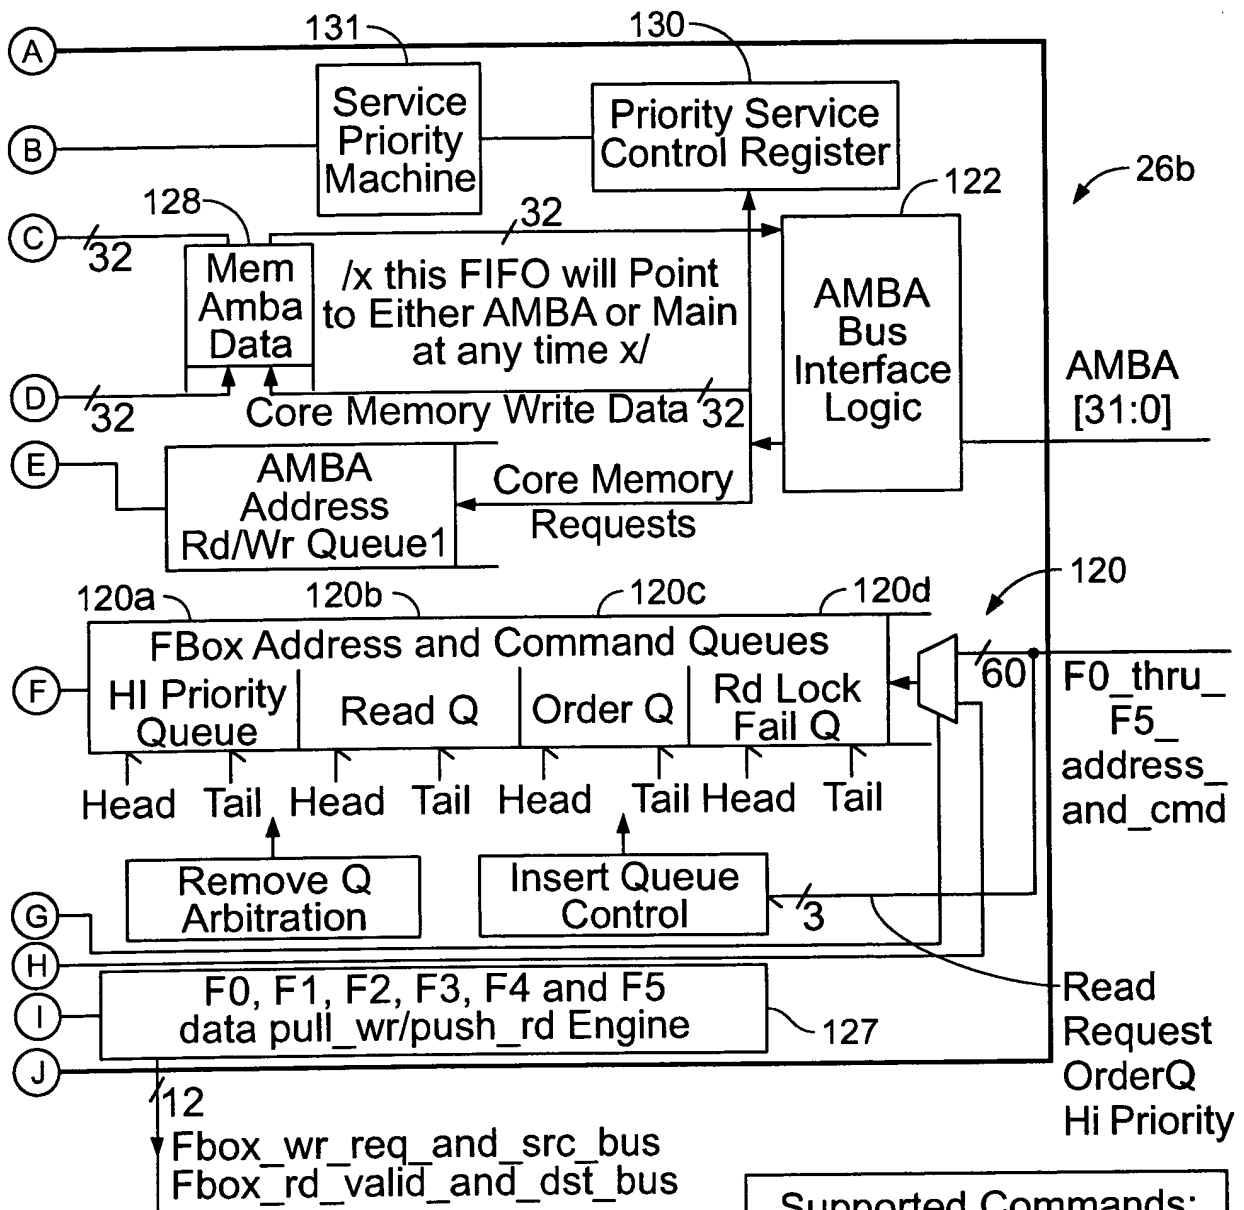 131
130
A
Service
Priority
Machine
Priority Service
Control Register
B
26b
128
122
32
C
32
Mem
Amba
Data
/x this FIFO will Point
to Either AMBA or Main
at any time x/
AMBA
Bus
Interface
Logic
AMBA
[31:0]
D
32
Core Memory Write Data
32
E
AMBA
Address
Rd/Wr Queue1
Core Memory
Requests
120a
120b
120c
120d
120
FBox Address and Command Queues
F
HI Priority
Queue
Read Q
Order Q
Rd Lock
Fail Q
60
F0_thru_
F5_
address_
and_cmd
Head Tail Head Tail Head Tail Head Tail
Remove Q
Arbitration
Insert Queue
Control
3
G
H
I
F0, F1, F2, F3, F4 and F5
data pull_wr/push_rd Engine
127
Read
Request
OrderQ
Hi Priority
J
12
Fbox_wr_req_and_src_bus
Fbox_rd_valid_and_dst_bus
Supported Commands: